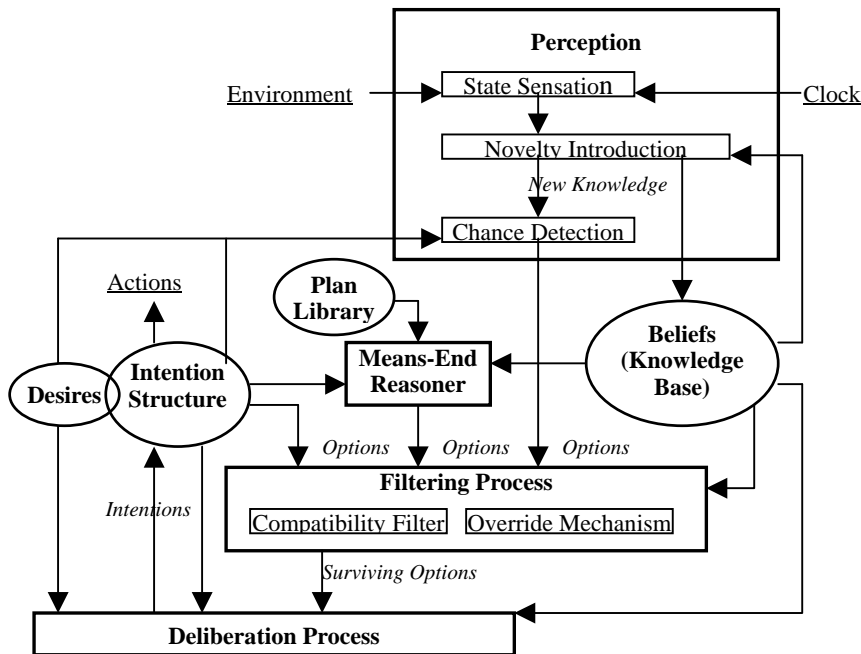 Perception
State Sensation
Environment
Clock
Novelty Introduction
New Knowledge
Chance Detection
Actions
Plan
Library
Beliefs
(Knowledge
Base)
Means-End
Reasoner
Desires
Intention
Structure
Options
Options
Options
Filtering Process
Intentions
Compatibility Filter
Override Mechanism
Surviving Options
Deliberation Process